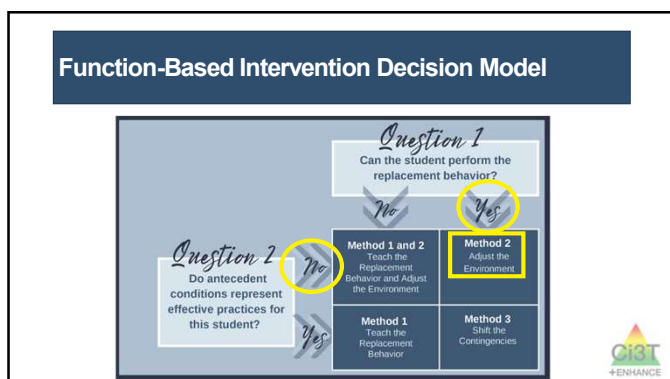 Function-Based Intervention Decision Model
Question 1
Can the student perform the
replacement behavior?
No
Yes
Question 2
Do antecedent
conditions represent
effective practices for
this student?
No
Method 1 and 2
Teach the
Replacement
Behavior and Adjust
the Environment
Method 2
Adjust the
Environment
Yes
Method 1
Teach the
Replacement
Behavior
Method 3
Shift the
Contingencies
Ci3T
+ENHANCE